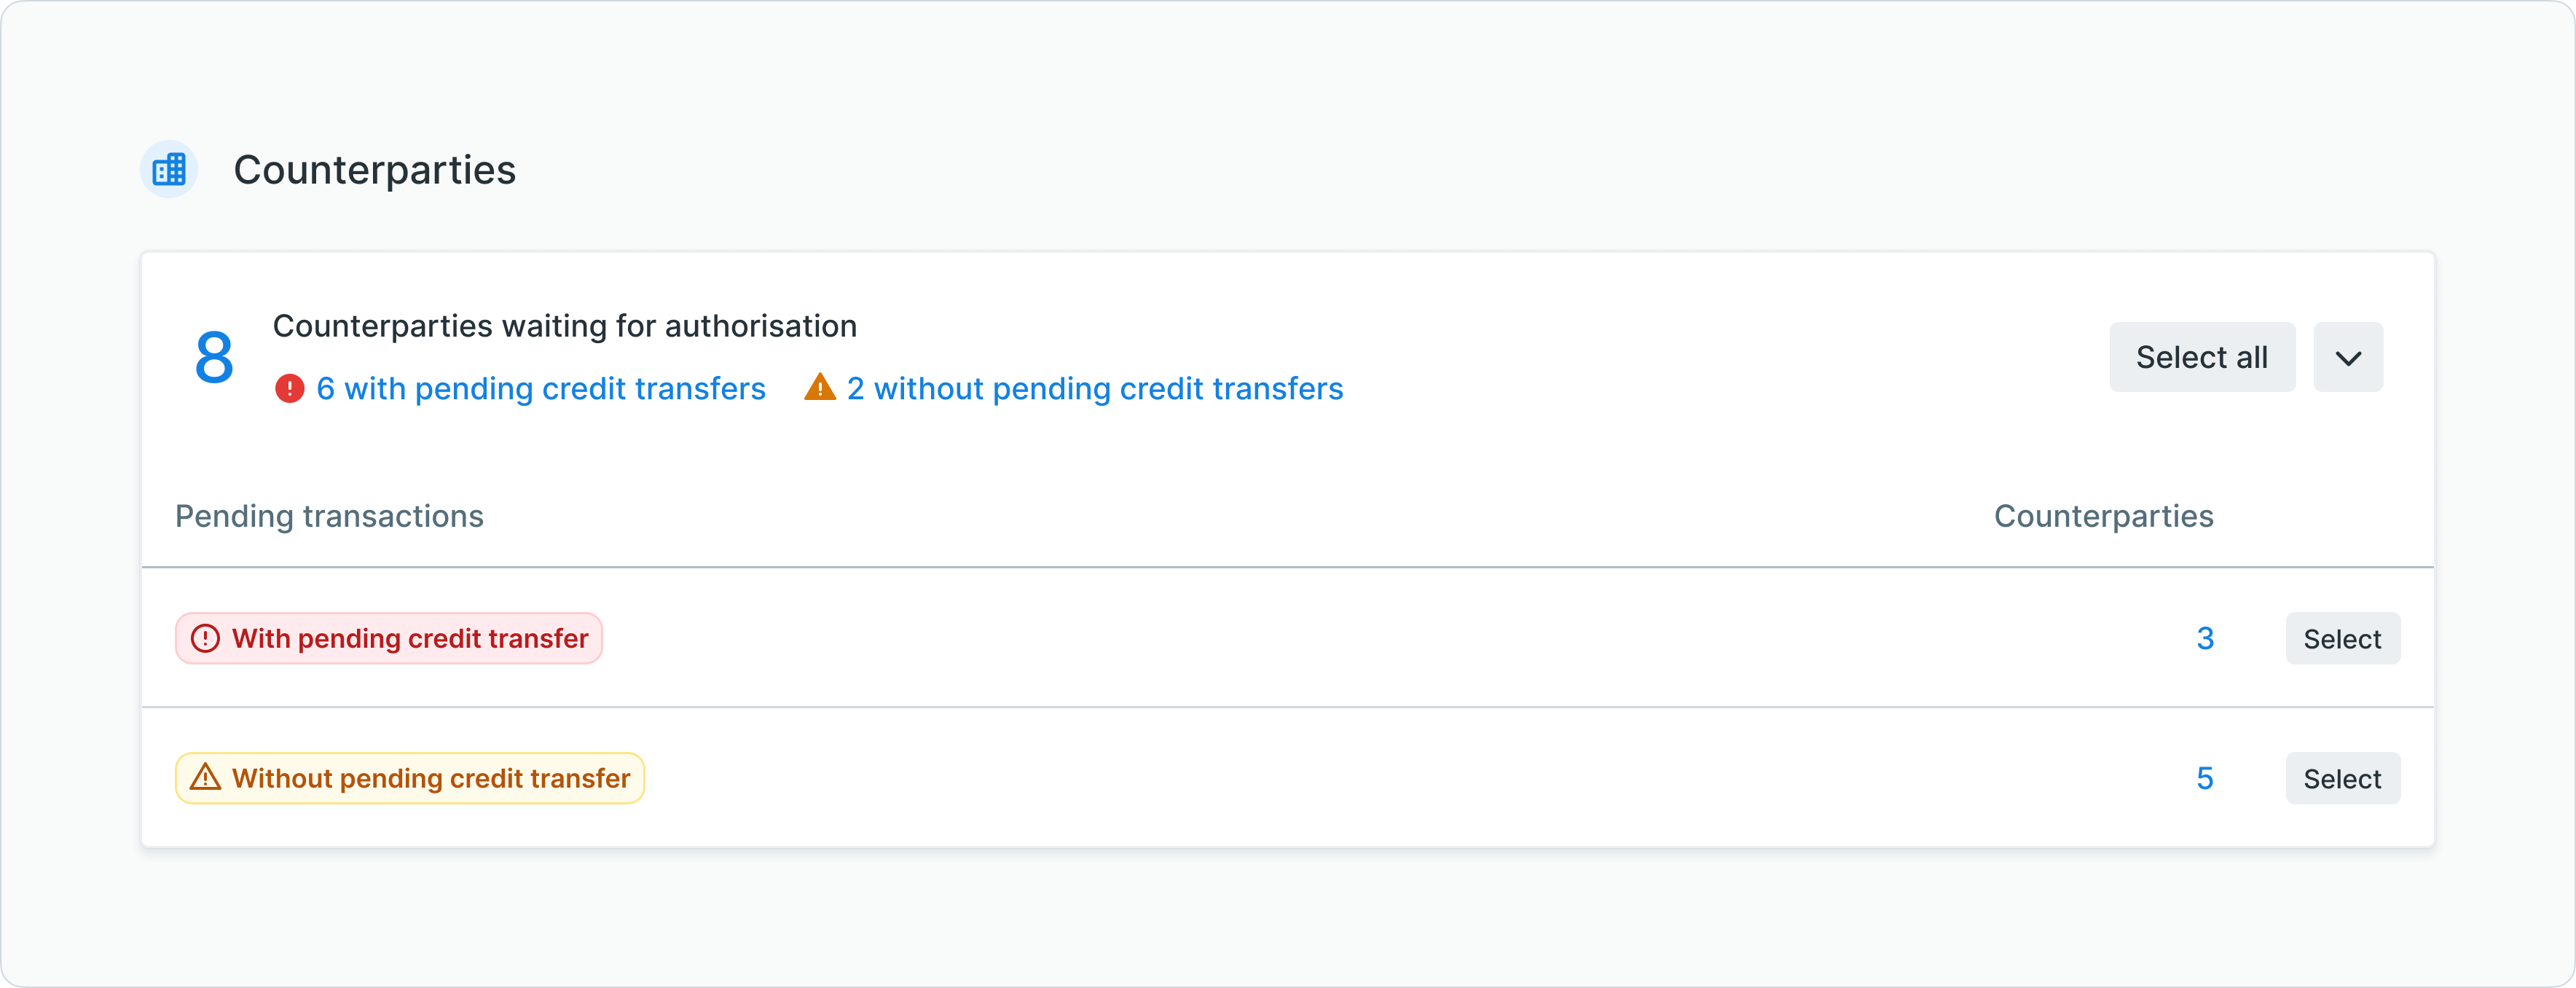 Counterparties
8
Counterparties waiting for authorisation
6 with pending credit transfers 2 without pending credit transfers
Select all
Pending transactions Counterparties
With pending credit transfer 3 Select
Without pending credit transfer 5 Select